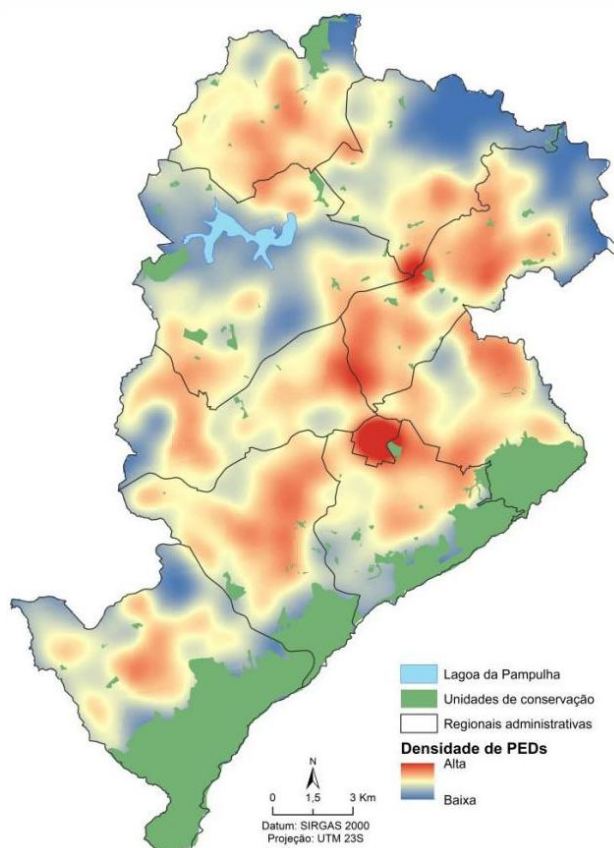 Lagoa da Pampulha
Unidades de conservação
Regionais administrativas
Densidade de PEDs
Alta
Baixa
N
0 1,5 3 Km
Datum: SIRGAS 2000
Projeção: UTM 23S